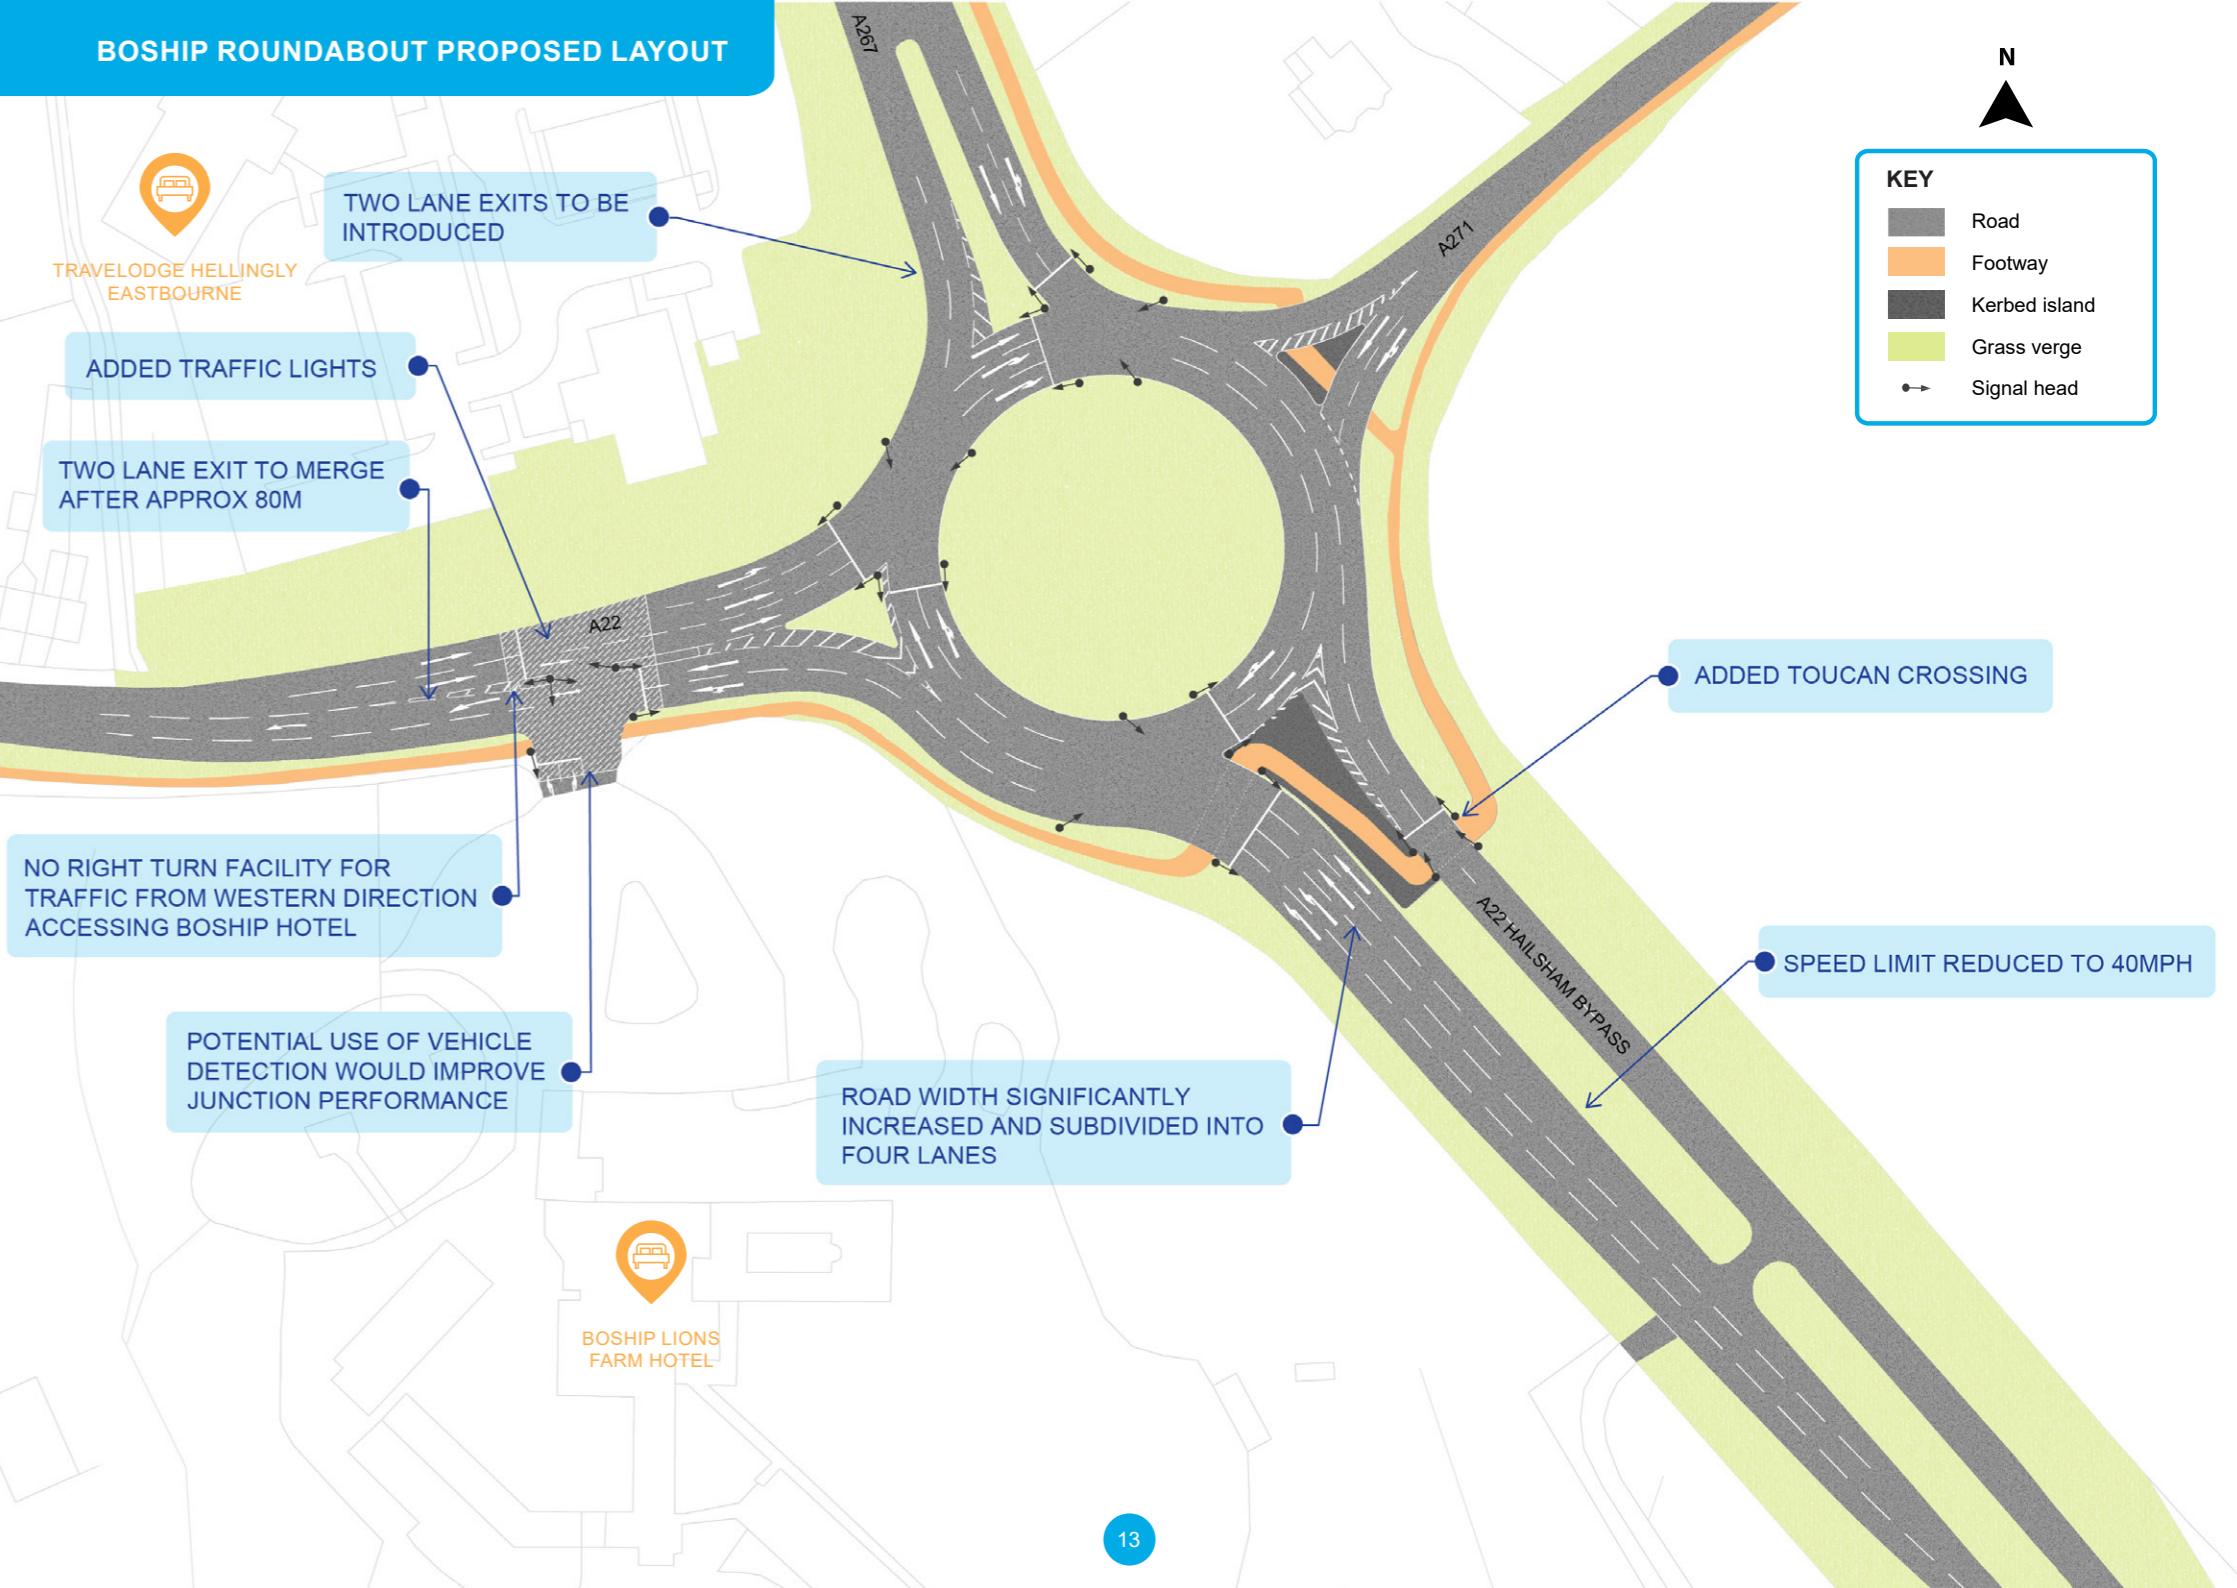 BOSHIP ROUNDABOUT PROPOSED LAYOUT
A267
N
KEY
Road
Footway
Kerbed island
Grass verge
Signal head
TWO LANE EXITS TO BE
INTRODUCED
A271
TRAVELODGE HELLINGLY
EASTBOURNE
ADDED TRAFFIC LIGHTS
TWO LANE EXIT TO MERGE
AFTER APPROX 80M
A22
ADDED TOUCAN CROSSING
NO RIGHT TURN FACILITY FOR
TRAFFIC FROM WESTERN DIRECTION
ACCESSING BOSHIP HOTEL
A22 HAILSHAM BYPASS
SPEED LIMIT REDUCED TO 40MPH
POTENTIAL USE OF VEHICLE
DETECTION WOULD IMPROVE
JUNCTION PERFORMANCE
ROAD WIDTH SIGNIFICANTLY
INCREASED AND SUBDIVIDED INTO
FOUR LANES
BOSHIP LIONS
FARM HOTEL
13